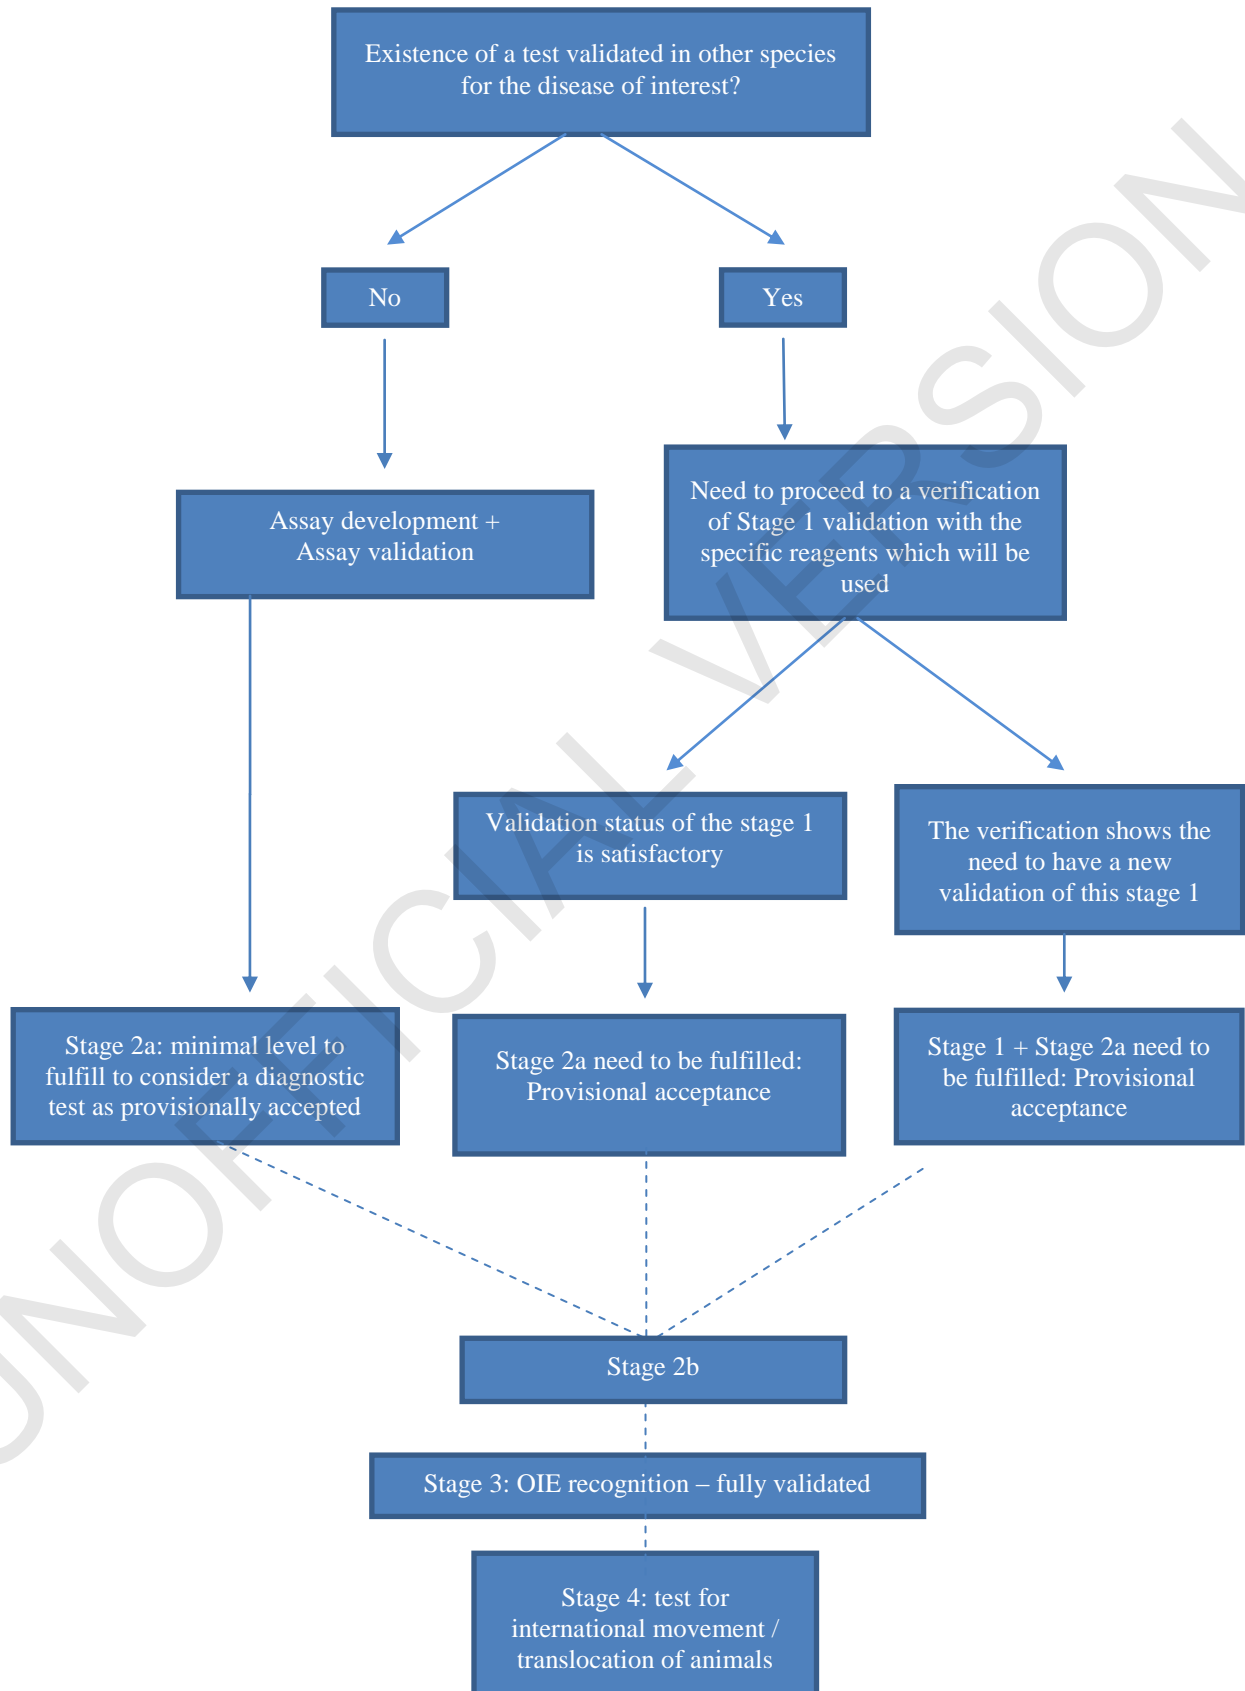 Existence of a test validated in other species
for the disease of interest?
No
Yes
Assay development +
Assay validation
Need to proceed to a verification
of Stage 1 validation with the
specific reagents which will be
used
Validation status of the stage 1
is satisfactory
The verification shows the
need to have a new
validation of this stage 1
Stage 2a: minimal level to
fulfill to consider a diagnostic
test as provisionally accepted
Stage 2a need to be fulfilled:
Provisional acceptance
Stage 1 + Stage 2a need to
be fulfilled: Provisional
acceptance
Stage 2b
Stage 3: OIE recognition – fully validated
Stage 4: test for
international movement /
translocation of animals
UNOFFICIAL VERSION